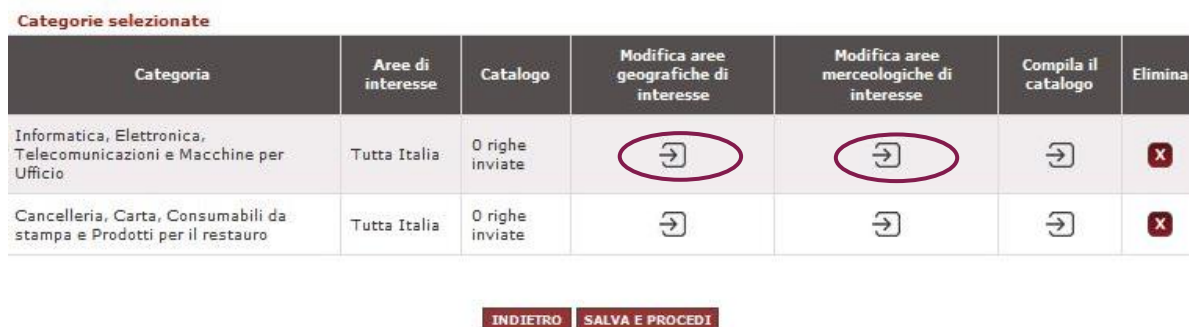 Categorie selezionate
Categoria
Aree di
interesse
Catalogo
Modifica aree
geografiche di
interesse
Modifica aree
merceologiche di
interesse
Compila il
catalogo
Elimina
Informatica, Elettronica,
Telecomunicazioni e Macchine per
Ufficio
Tutta Italia
0 righe
inviate
X
Cancelleria, Carta, Consumabili da
stampa e Prodotti per il restauro
Tutta Italia
0 righe
inviate
X
INDIETRO SALVA E PROCEDI